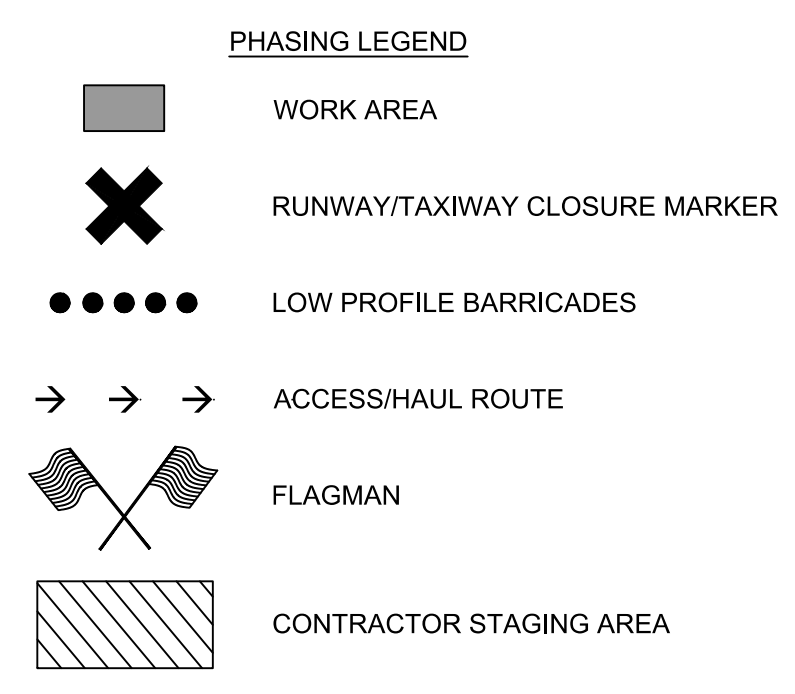 PHASING LEGEND
WORK AREA
RUNWAY/TAXIWAY CLOSURE MARKER
LOW PROFILE BARRICADES
ACCESS/HAUL ROUTE
FLAGMAN
CONTRACTOR STAGING AREA